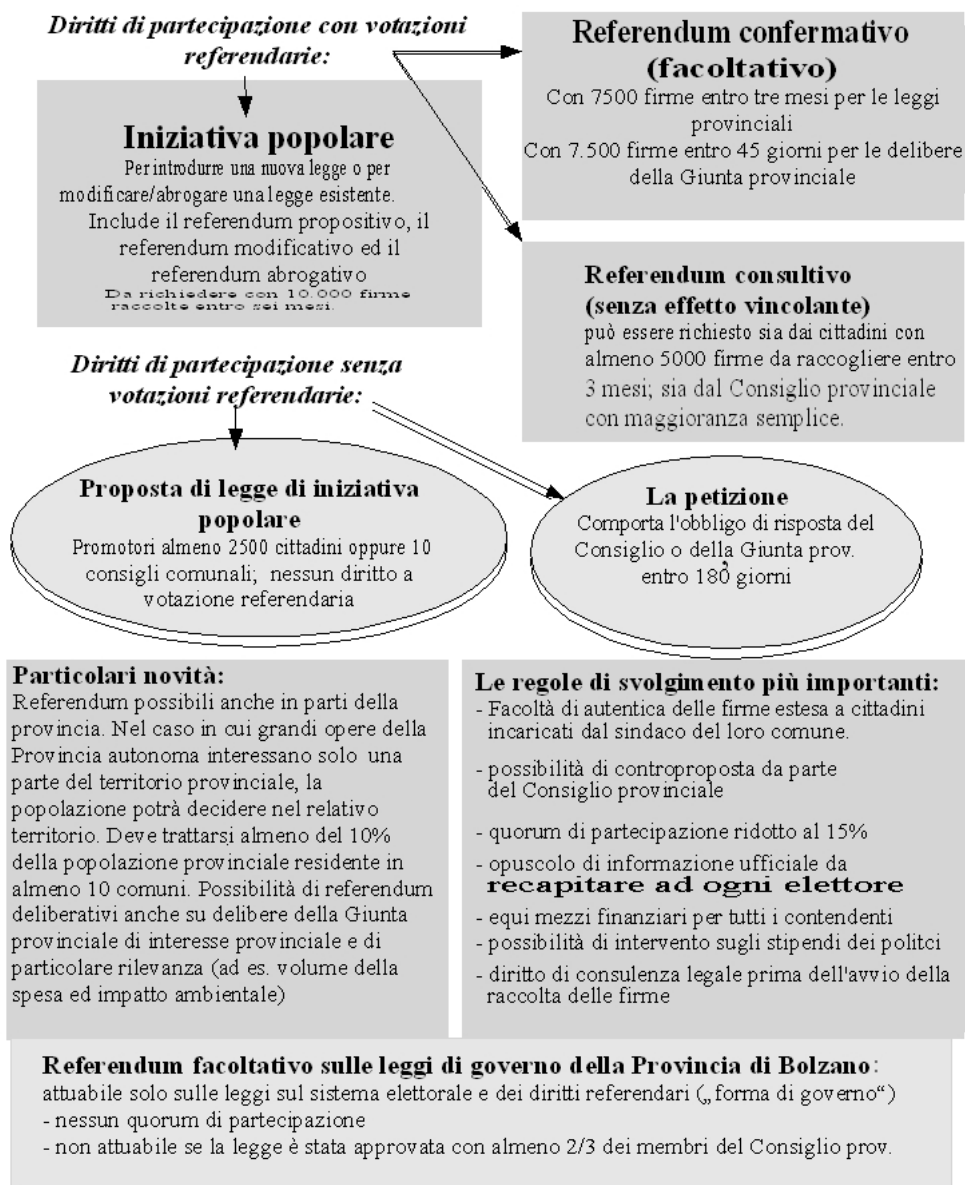 Diritti di partecipazione con votazioni
referendarie:
Iniziativa popolare
Per introdurre una nuova legge o per
modificare/abrogare una legge esistente.
Include il referendum propositivo, il
referendum modificativo ed il
referendum abrogativo
Da richiedere con 10.000 firme
raccolte entro sei mesi.
Referendum confermativo
(facoltativo)
Con 7500 firme entro tre mesi per le leggi
provinciali
Con 7.500 firme entro 45 giorni per le delibere
della Giunta provinciale
Referendum consultivo
(senza effetto vincolante)
può essere richiesto sia dai cittadini con
almeno 5000 firme da raccogliere entro
3 mesi; sia dal Consiglio provinciale
con maggioranza semplice.
Diritti di partecipazione senza
votazioni referendarie:
Proposta di legge di iniziativa
popolare
Promotori almeno 2500 cittadini oppure 10
consigli comunali; nessun diritto a
votazione referendaria
La petizione
Comporta l'obbligo di risposta del
Consiglio o della Giunta prov.
entro 180 giorni
Particolari novità:
Referendum possibili anche in parti della
provincia. Nel caso in cui grandi opere della
Provincia autonoma interessano solo una
parte del territorio provinciale, la
popolazione potrà decidere nel relativo
territorio. Deve trattarsi almeno del 10%
della popolazione provinciale residente in
almeno 10 comuni. Possibilità di referendum
deliberativi anche su delibere della Giunta
provinciale di interesse provinciale e di
particolare rilevanza (ad es. volume della
spesa ed impatto ambientale)
Le regole di svolgimento più importanti:
- Facoltà di autentica delle firme estesa a cittadini
incaricati dal sindaco del loro comune.
- possibilità di controproposta da parte
del Consiglio provinciale
- quorum di partecipazione ridotto al 15%
- opuscolo di informazione ufficiale da
recapitare ad ogni elettore
- equi mezzi finanziari per tutti i contendenti
- possibilità di intervento sugli stipendi dei politci
- diritto di consulenza legale prima dell'avvio della
raccolta delle firme
Referendum facoltativo sulle leggi di governo della Provincia di Bolzano:
attuabile solo sulle leggi sul sistema elettorale e dei diritti referendari („forma di governo“)
- nessun quorum di partecipazione
- non attuabile se la legge è stata approvata con almeno 2/3 dei membri del Consiglio prov.